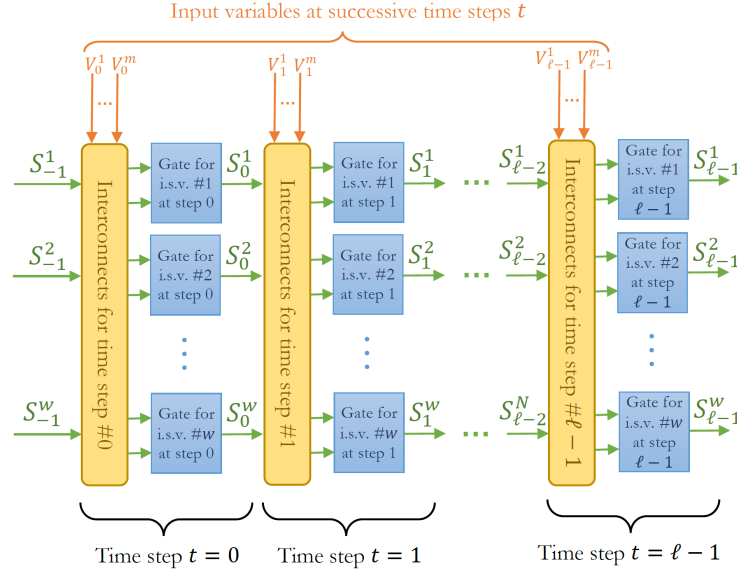 Input variables at successive time steps t
V_0^1 ... V_0^m
V_1^1 ... V_1^m
V_{ℓ-1}^1 ... V_{ℓ-1}^m
S_{-1}^1
Interconnects for time step #0
Gate for
i.s.v. #1
at step 0
S_0^1
Interconnects for time step #1
Gate for
i.s.v. #1
at step 1
S_1^1
...
S_{ℓ-2}^1
Interconnects for time step #ℓ − 1
Gate for
i.s.v. #1
at step
ℓ − 1
S_{ℓ-1}^1
S_{-1}^2
Gate for
i.s.v. #2
at step 0
S_0^2
Gate for
i.s.v. #2
at step 1
S_1^2
...
S_{ℓ-2}^2
Gate for
i.s.v. #2
at step
ℓ − 1
S_{ℓ-1}^2
S_{-1}^w
Gate for
i.s.v. #w
at step 0
S_0^w
Gate for
i.s.v. #w
at step 1
S_1^w
...
S_{ℓ-2}^N
Gate for
i.s.v. #w
at step
ℓ − 1
S_{ℓ-1}^w
Time step t = 0
Time step t = 1
Time step t = ℓ − 1